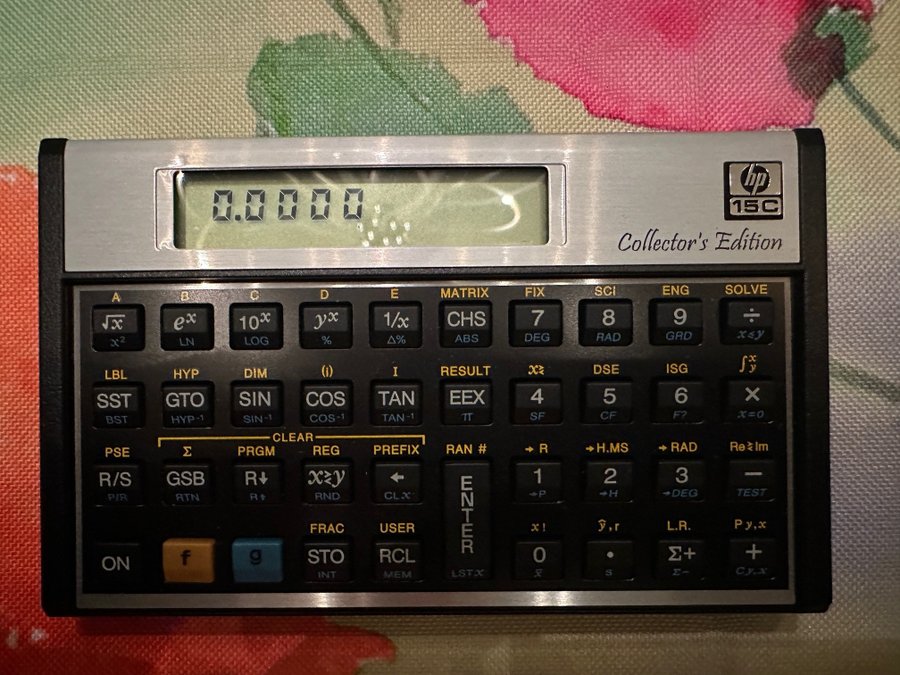 0.0000
hp
15C
Collector's Edition
A B C D E MATRIX FIX SCI ENG SOLVE
√x eˣ 10ˣ yˣ 1/x CHS 7 8 9 ÷
x² LN LOG % Δ% ABS DEG RAD GRD x≤y
LBL HYP DIM (i) I RESULT x≷ DSE ISG ∫yx
SST GTO SIN COS TAN EEX 4 5 6 ×
BST HYP⁻¹ SIN⁻¹ COS⁻¹ TAN⁻¹ π SF CF F? x=0
CLEAR
PSE Σ PRGM REG PREFIX RAN # →R →H.MS →RAD Re≷Im
R/S GSB R↓ x≷y ← ENTER 1 2 3 −
P/R RTN R↑ RND CLx →P →H →DEG TEST
FRAC USER x! ŷ,r L.R. Py,x
ON f g STO RCL 0 . Σ+ +
INT MEM LSTx x̄ s Σ− Cy,x